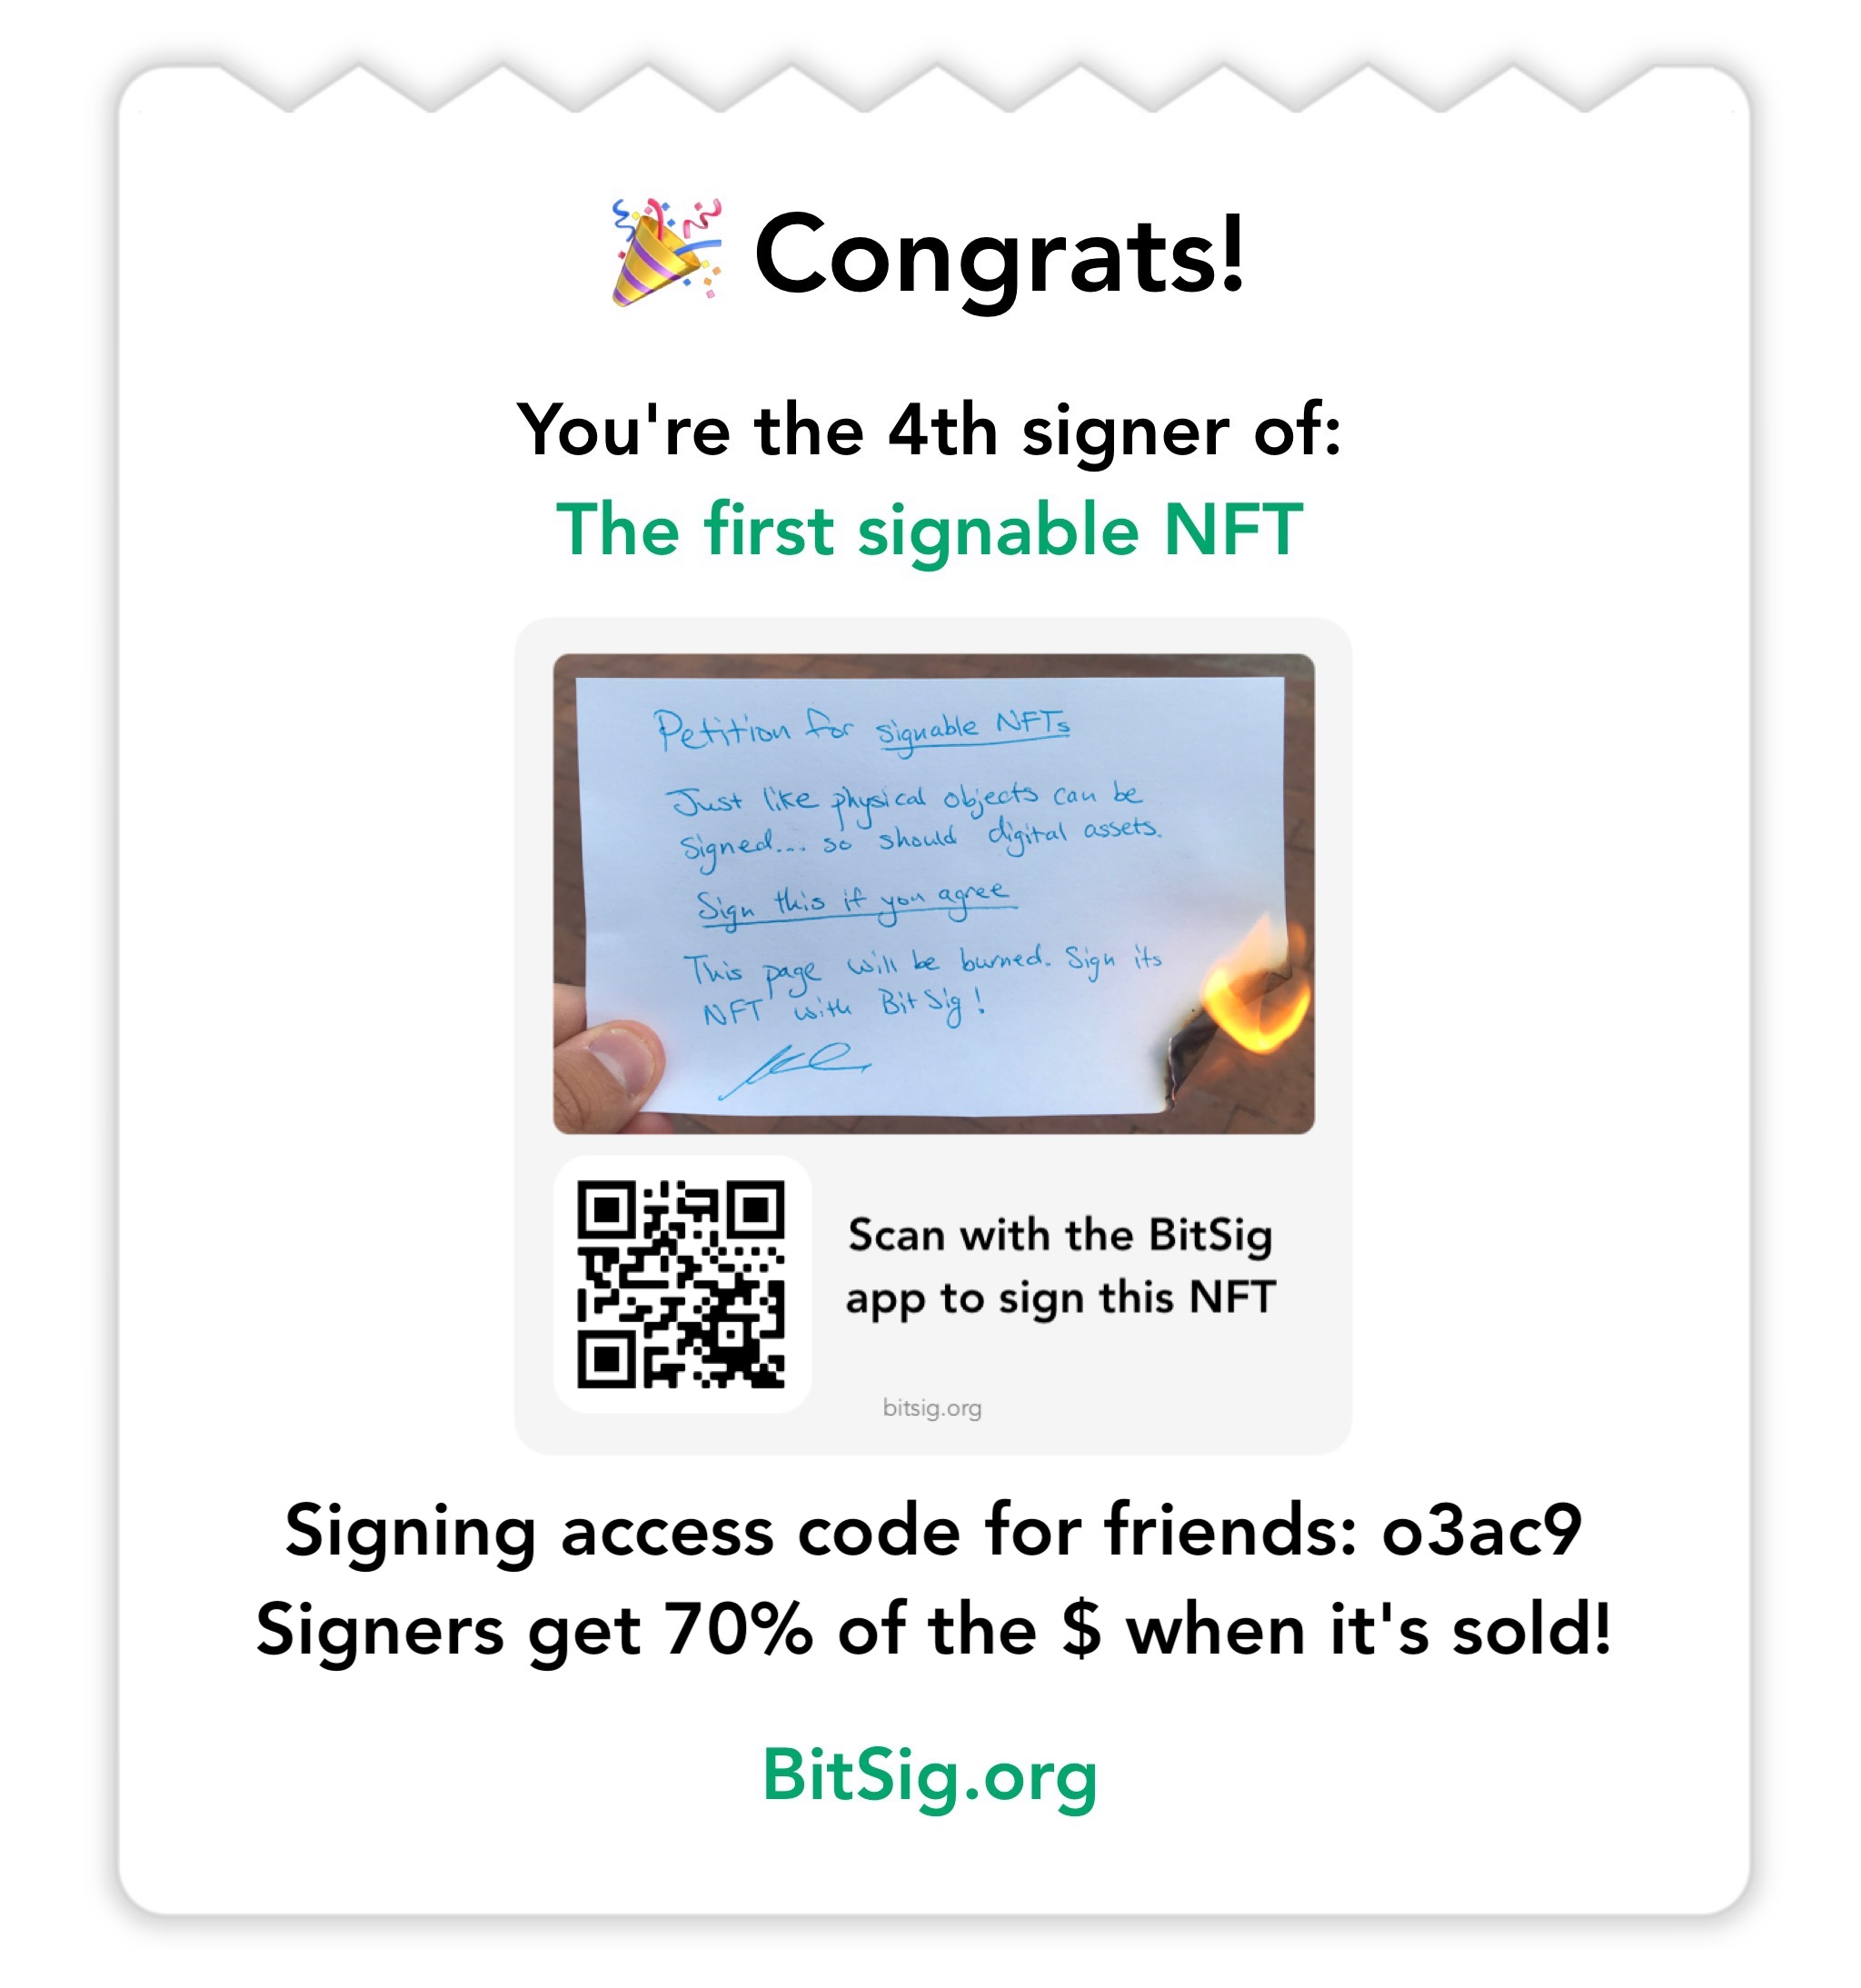 Congrats!
You're the 4th signer of:
The first signable NFT
Petition for signable NFTs
Just like physical objects can be
signed... so should digital assets.
Sign this if you agree
This page will be burned. Sign its
NFT with BitSig!
Scan with the BitSig
app to sign this NFT
bitsig.org
Signing access code for friends: o3ac9
Signers get 70% of the $ when it's sold!
BitSig.org